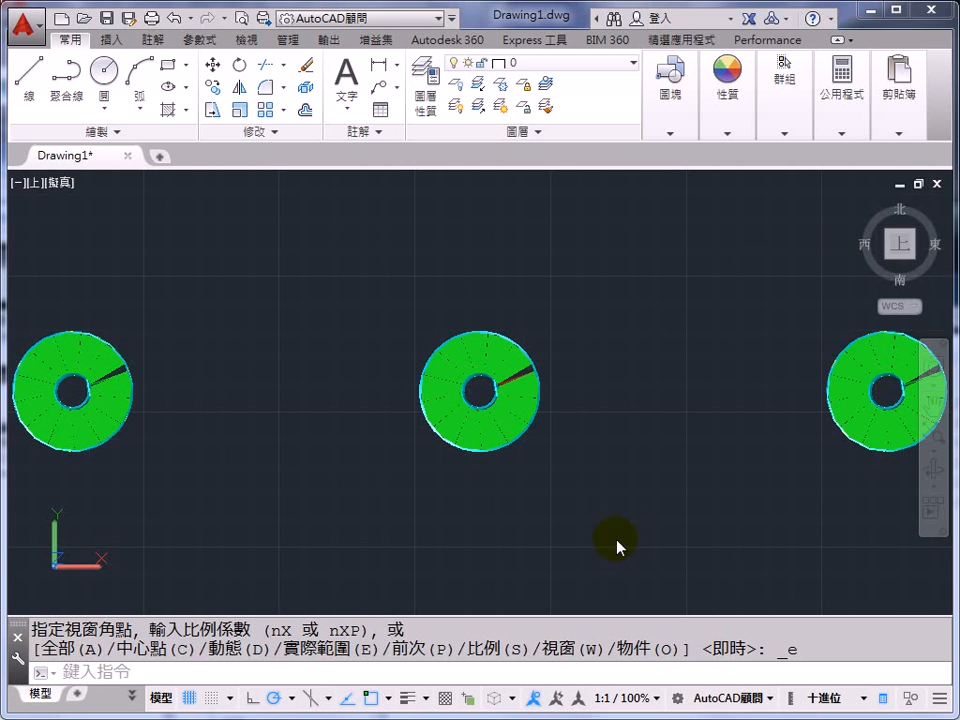 AutoCAD顧問
Drawing1.dwg
登入
常用 插入 註解 參數式 檢視 管理 輸出 增益集 Autodesk 360 Express 工具 BIM 360 精選應用程式 Performance
線 聚合線 圓 弧 文字 圖層性質 0 圖塊 性質 群組 公用程式 剪貼簿
繪製 修改 註解 圖層
Drawing1*
[−][上][擬真]
北
西 上 東
南
WCS
Y
X
指定視窗角點, 輸入比例係數 (nX 或 nXP), 或
[全部(A)/中心點(C)/動態(D)/實際範圍(E)/前次(P)/比例(S)/視窗(W)/物件(O)] <即時>: _e
鍵入指令
模型 模型 1:1 / 100% AutoCAD顧問 十進位